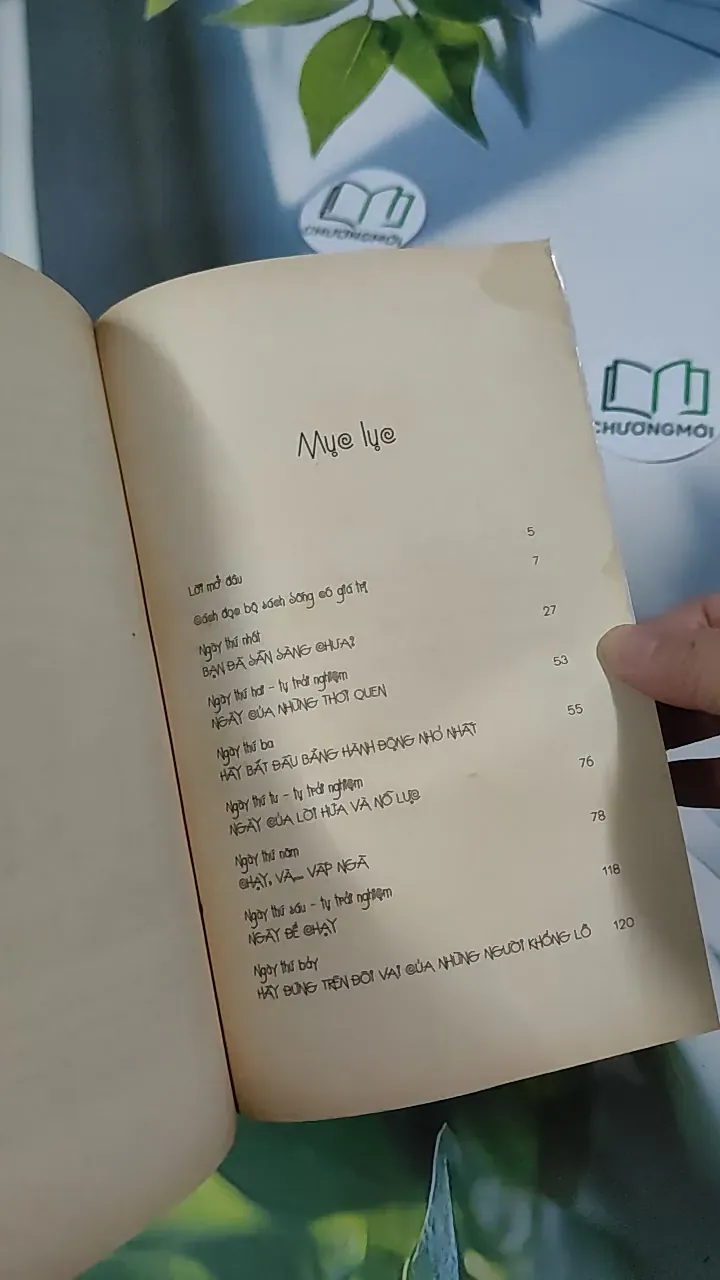 CHUONGMOI
CHUONGMOI
Mục lục
Lời mở đầu 5
Cách đọc bộ sách Sống có giá trị 7
Ngày thứ nhất
BẠN ĐÃ SẴN SÀNG CHƯA? 27
Ngày thứ hai - tự trải nghiệm
NGÀY CỦA NHỮNG THÓI QUEN 53
Ngày thứ ba
HÃY BẮT ĐẦU BẰNG HÀNH ĐỘNG NHỎ NHẤT 55
Ngày thứ tư - tự trải nghiệm
NGÀY CỦA LỜI HỨA VÀ NỖ LỰC 76
Ngày thứ năm
CHẠY, VÀ... VẤP NGÃ 78
Ngày thứ sáu - tự trải nghiệm
NGÀY ĐỂ CHẠY 118
Ngày thứ bảy
HÃY ĐỨNG TRÊN ĐÔI VAI CỦA NHỮNG NGƯỜI KHỔNG LỒ 120